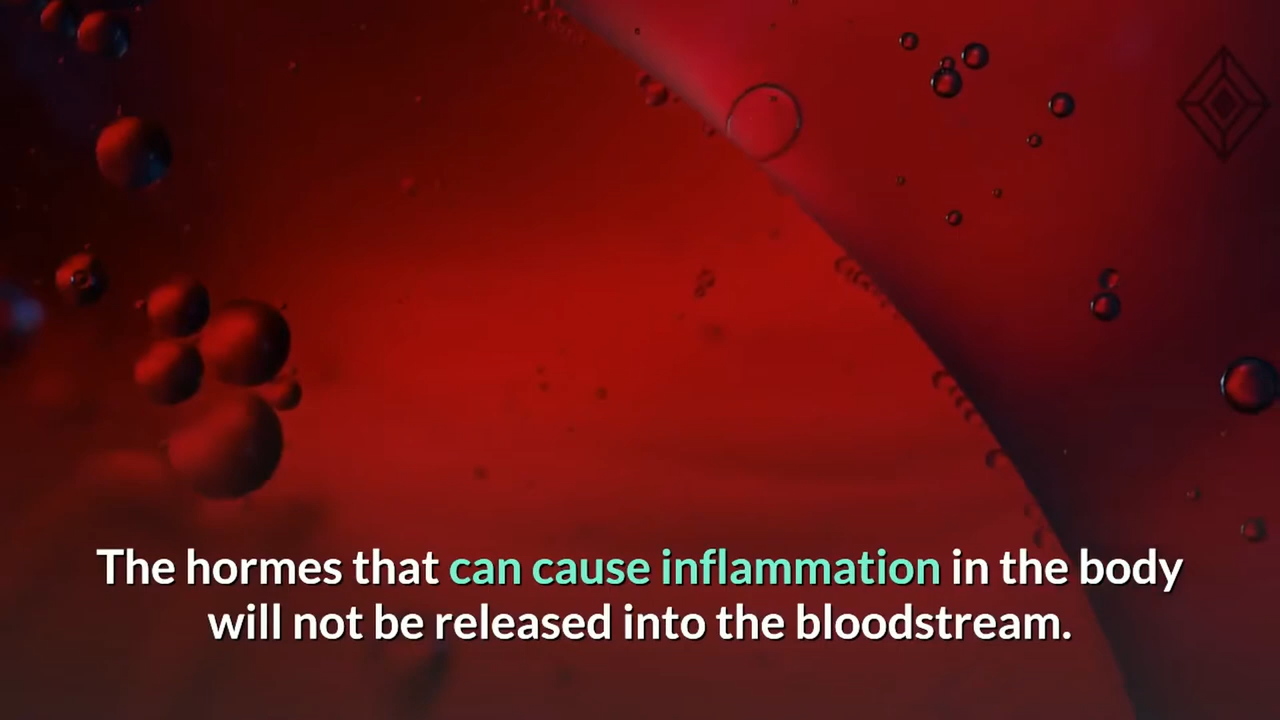 The hormes that can cause inflammation in the body
will not be released into the bloodstream.